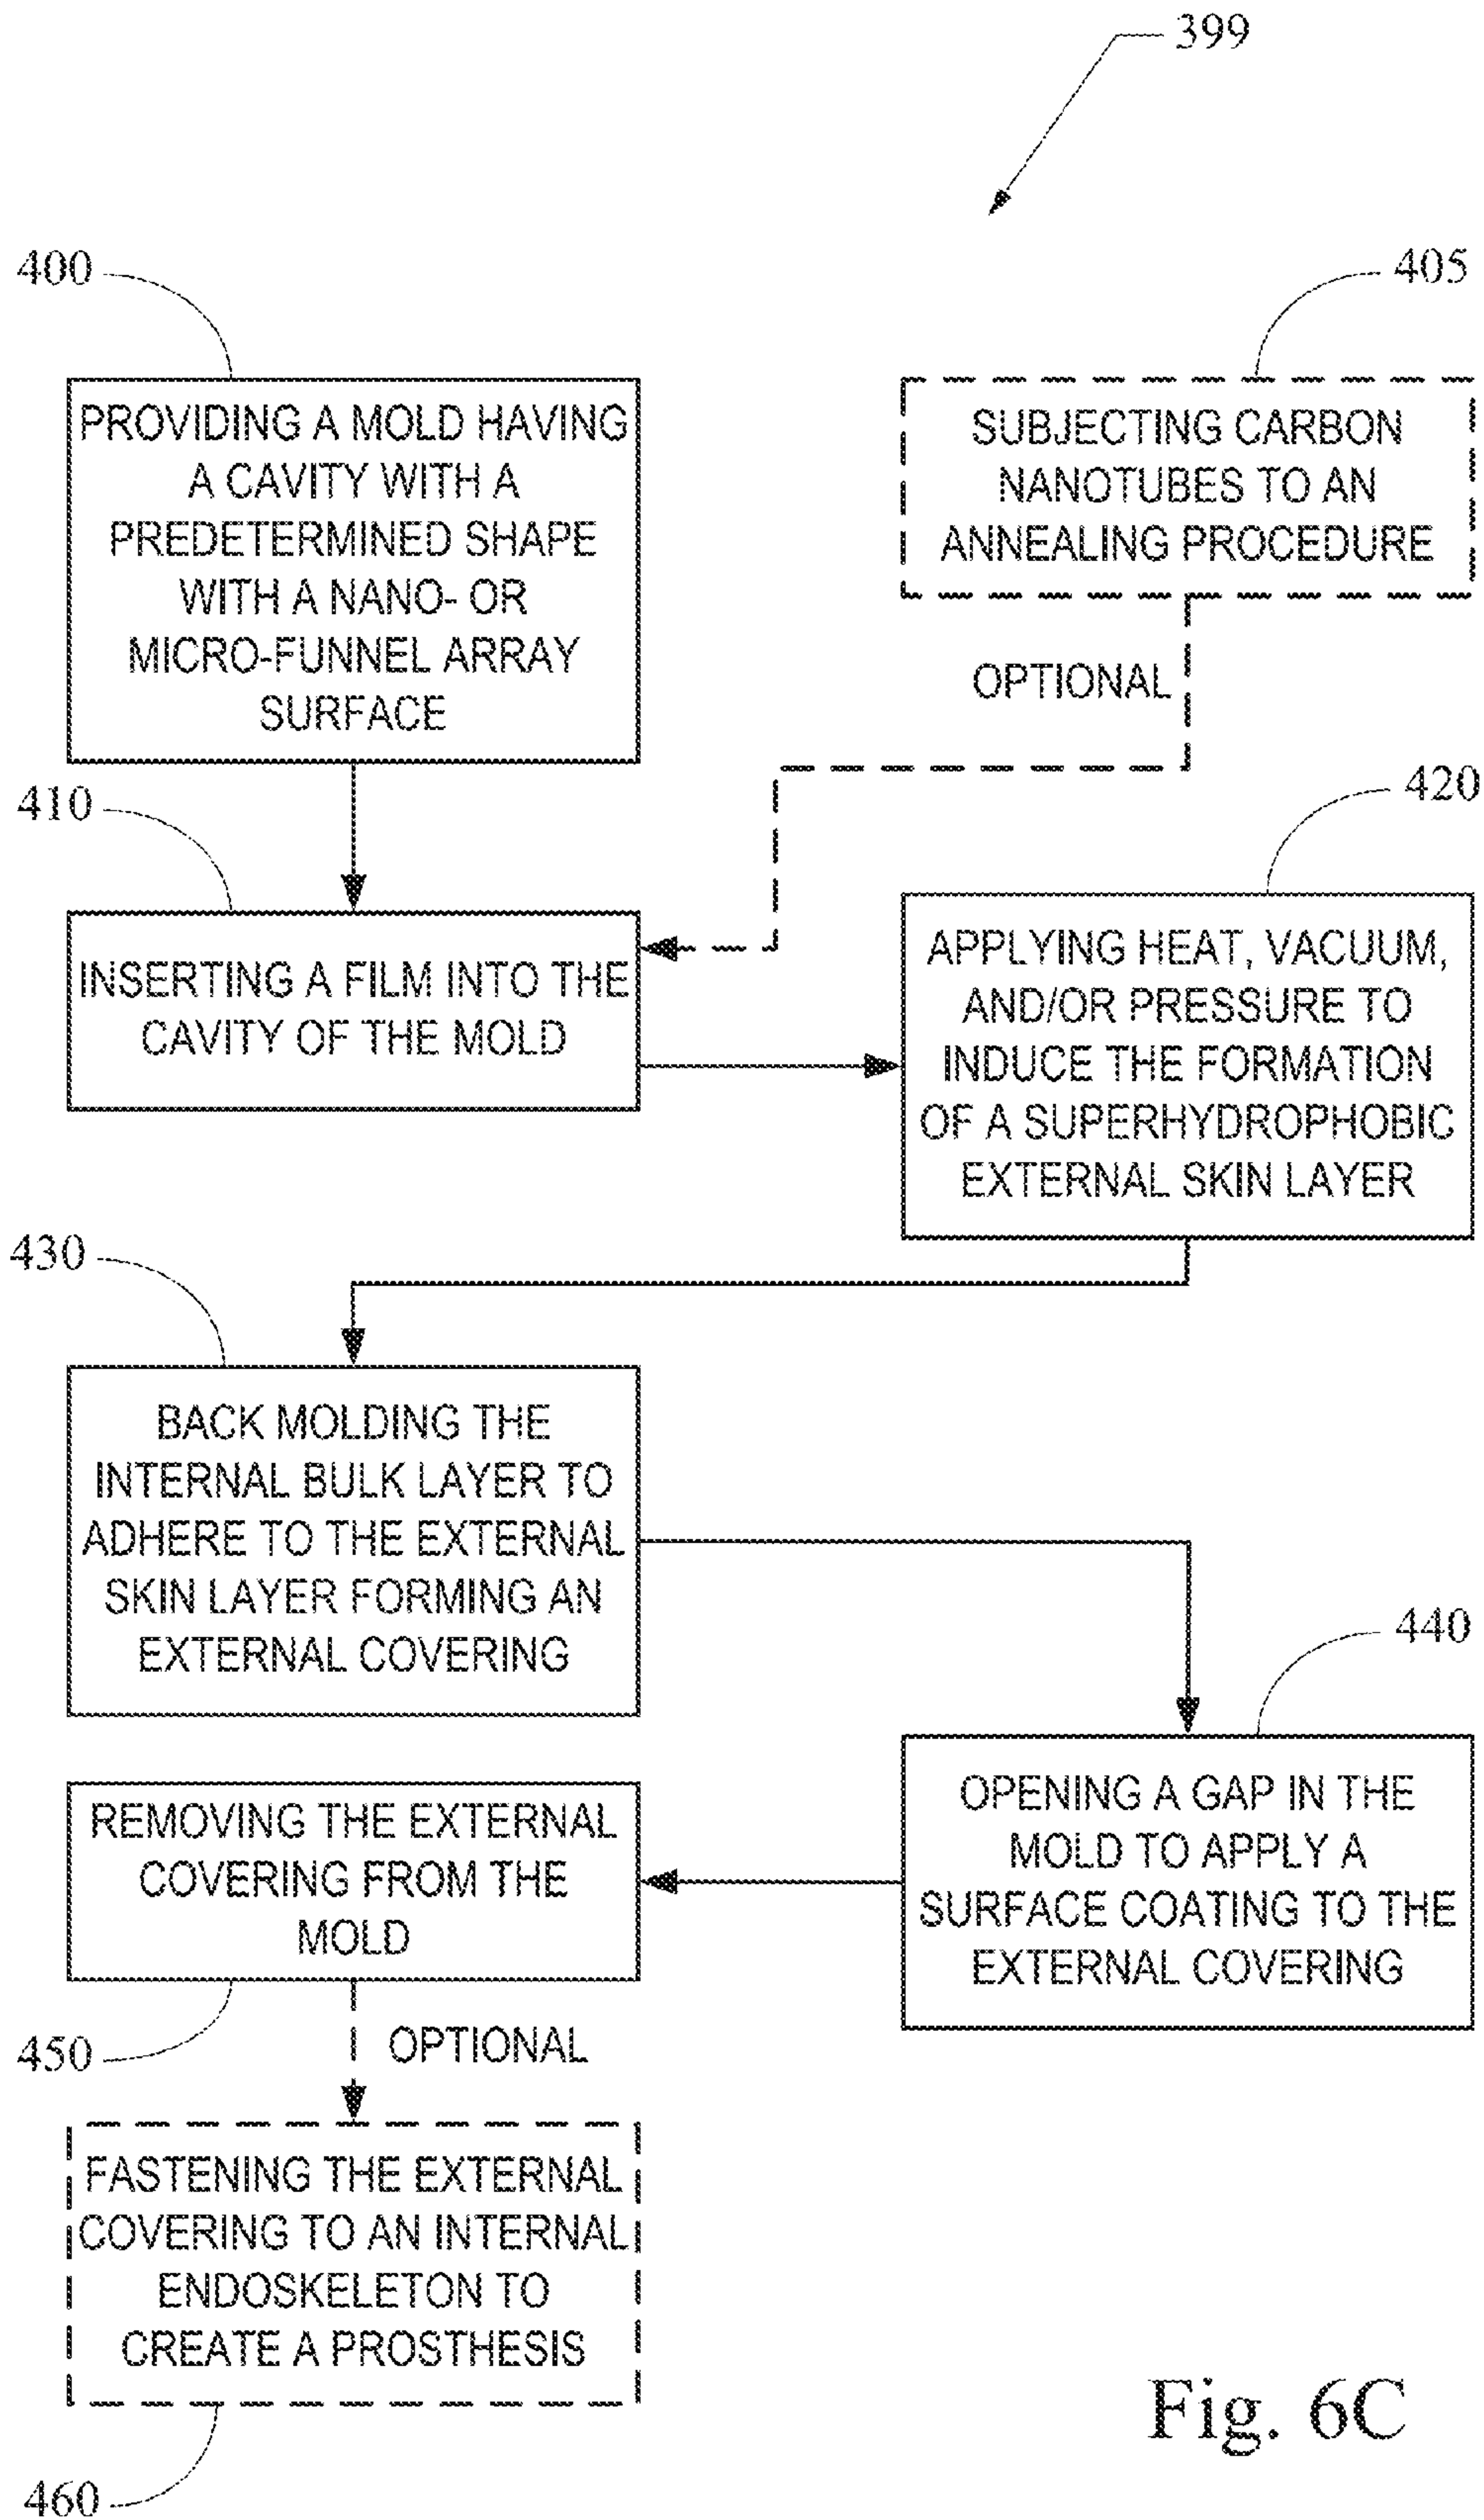 399
400
405
PROVIDING A MOLD HAVING
A CAVITY WITH A
PREDETERMINED SHAPE
WITH A NANO- OR
MICRO-FUNNEL ARRAY
SURFACE
SUBJECTING CARBON
NANOTUBES TO AN
ANNEALING PROCEDURE
OPTIONAL
410
420
INSERTING A FILM INTO THE
CAVITY OF THE MOLD
APPLYING HEAT, VACUUM,
AND/OR PRESSURE TO
INDUCE THE FORMATION
OF A SUPERHYDROPHOBIC
EXTERNAL SKIN LAYER
430
BACK MOLDING THE
INTERNAL BULK LAYER TO
ADHERE TO THE EXTERNAL
SKIN LAYER FORMING AN
EXTERNAL COVERING
440
OPENING A GAP IN THE
MOLD TO APPLY A
SURFACE COATING TO THE
EXTERNAL COVERING
REMOVING THE EXTERNAL
COVERING FROM THE
MOLD
450
OPTIONAL
FASTENING THE EXTERNAL
COVERING TO AN INTERNAL
ENDOSKELETON TO
CREATE A PROSTHESIS
460
Fig. 6C